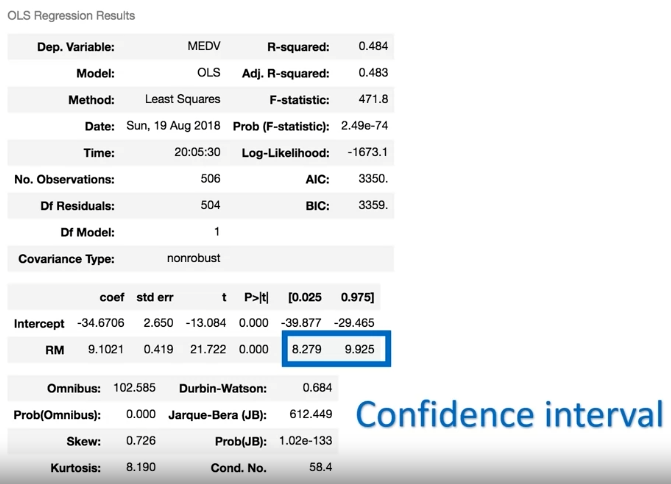 OLS Regression Results
Dep. Variable: MEDV R-squared: 0.484
Model: OLS Adj. R-squared: 0.483
Method: Least Squares F-statistic: 471.8
Date: Sun, 19 Aug 2018 Prob (F-statistic): 2.49e-74
Time: 20:05:30 Log-Likelihood: -1673.1
No. Observations: 506 AIC: 3350.
Df Residuals: 504 BIC: 3359.
Df Model: 1
Covariance Type: nonrobust
coef std err t P>|t| [0.025 0.975]
Intercept -34.6706 2.650 -13.084 0.000 -39.877 -29.465
RM 9.1021 0.419 21.722 0.000 8.279 9.925
Omnibus: 102.585 Durbin-Watson: 0.684
Prob(Omnibus): 0.000 Jarque-Bera (JB): 612.449
Skew: 0.726 Prob(JB): 1.02e-133
Kurtosis: 8.190 Cond. No. 58.4
Confidence interval